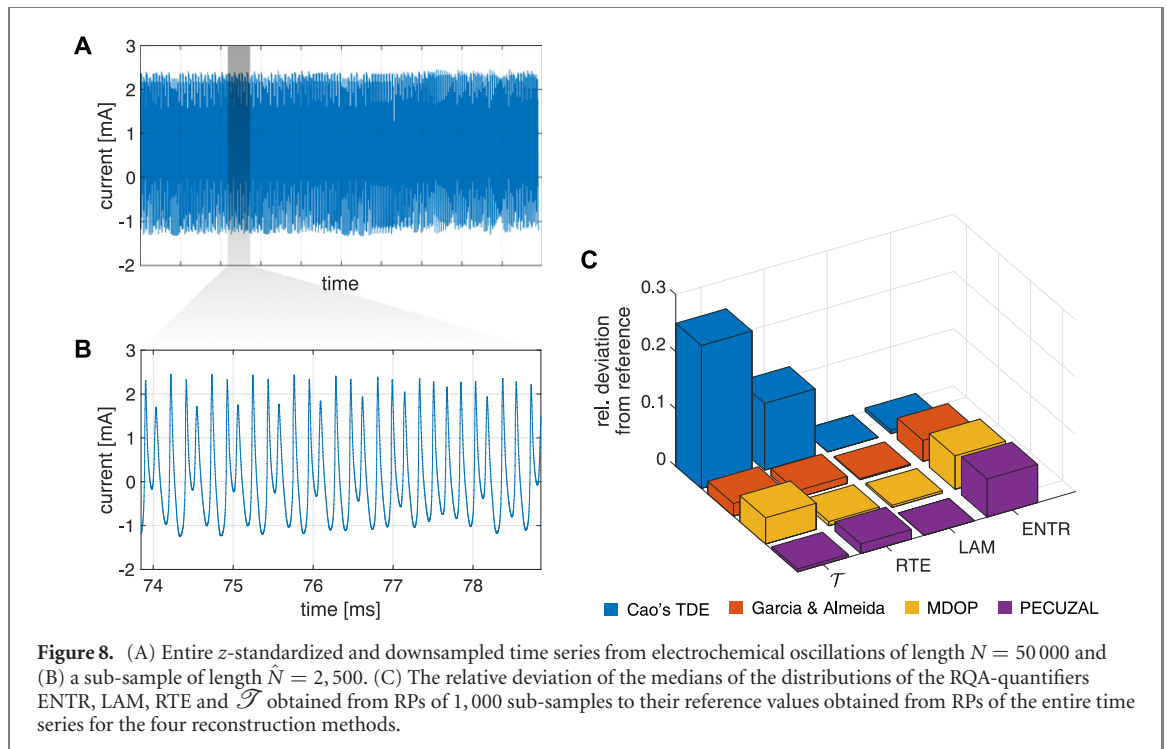 A
3
2
1
0
-1
-2
current [mA]
time
B
3
2
1
0
-1
-2
current [mA]
74 75 76 77 78
time [ms]
C
0.3
0.2
0.1
0
rel. deviation
from reference
𝒯
RTE
LAM
ENTR
Cao's TDE Garcia & Almeida MDOP PECUZAL
Figure 8. (A) Entire z-standardized and downsampled time series from electrochemical oscillations of length N = 50 000 and
(B) a sub-sample of length N̂ = 2,500. (C) The relative deviation of the medians of the distributions of the RQA-quantifiers
ENTR, LAM, RTE and 𝒯 obtained from RPs of 1,000 sub-samples to their reference values obtained from RPs of the entire time
series for the four reconstruction methods.